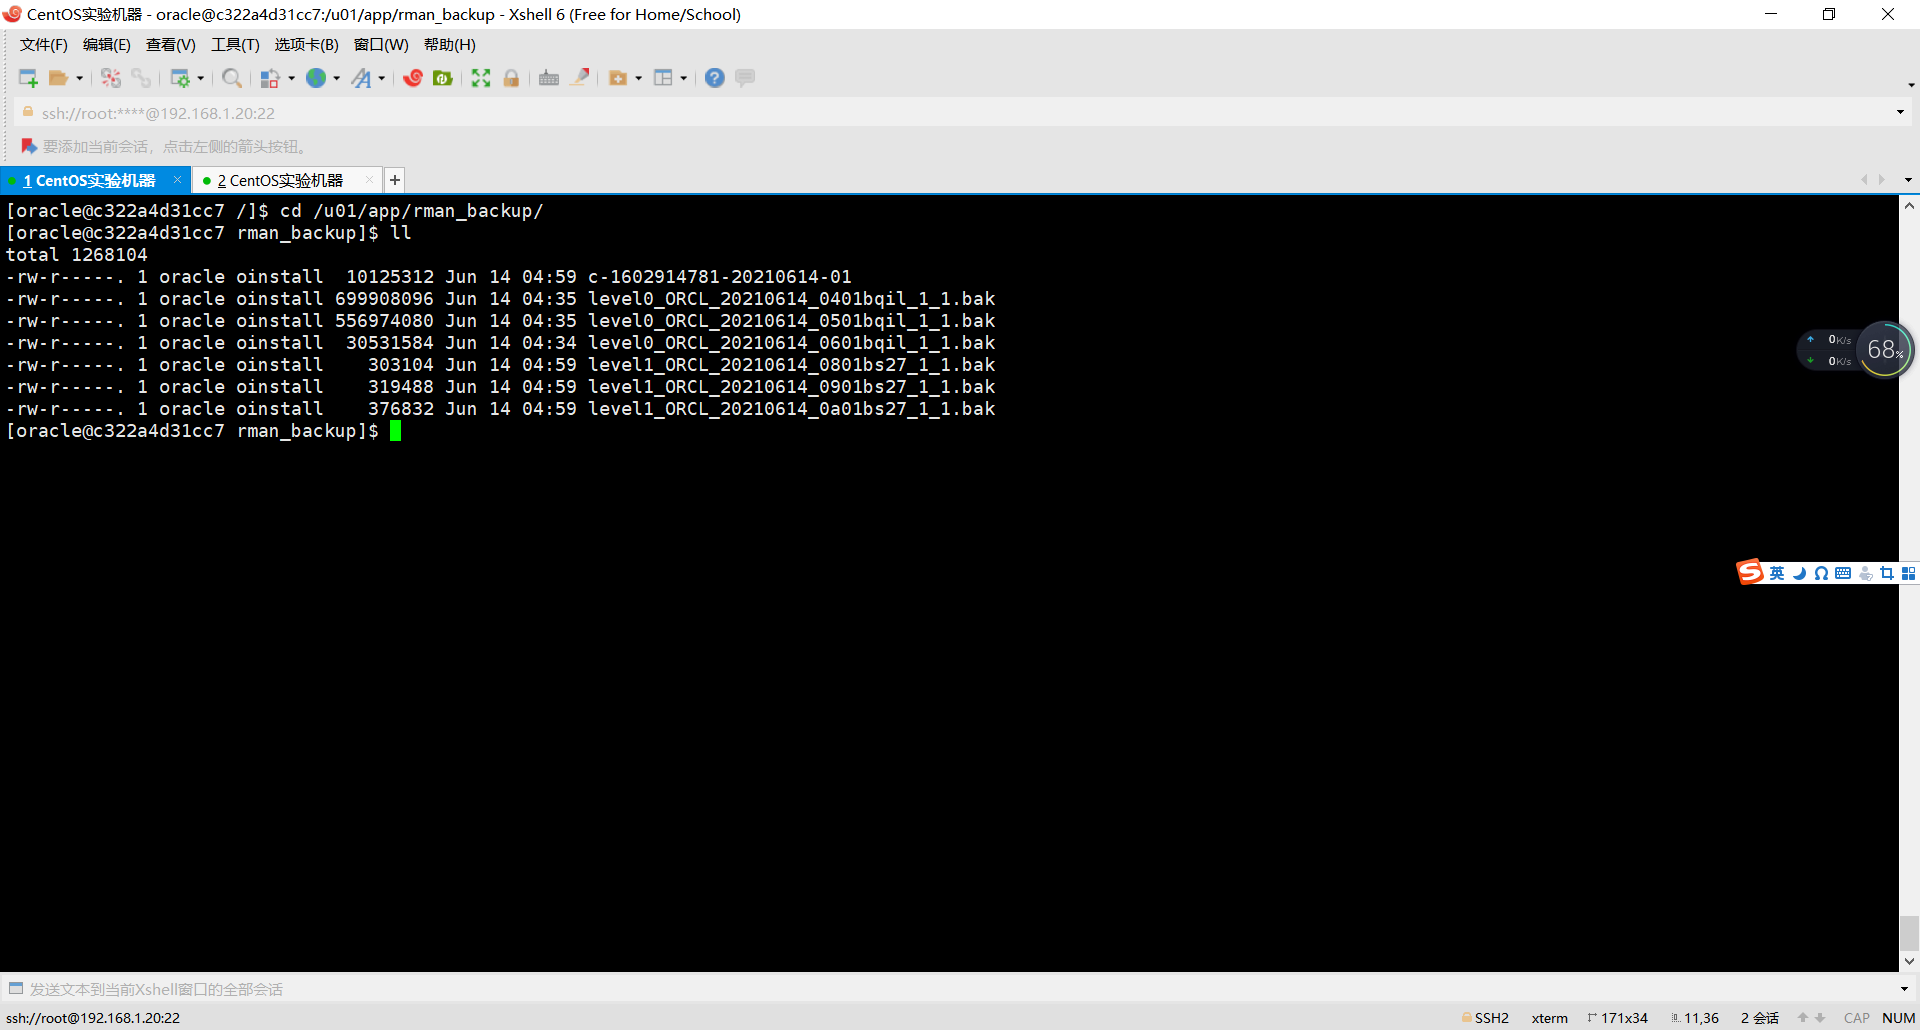 CentOS实验机器 - oracle@c322a4d31cc7:/u01/app/rman_backup - Xshell 6 (Free for Home/School)
文件(F) 编辑(E) 查看(V) 工具(T) 选项卡(B) 窗口(W) 帮助(H)
ssh://root:****@192.168.1.20:22
要添加当前会话，点击左侧的箭头按钮。
1 CentOS实验机器 × 2 CentOS实验机器 × +
[oracle@c322a4d31cc7 /]$ cd /u01/app/rman_backup/
[oracle@c322a4d31cc7 rman_backup]$ ll
total 1268104
-rw-r-----. 1 oracle oinstall  10125312 Jun 14 04:59 c-1602914781-20210614-01
-rw-r-----. 1 oracle oinstall 699908096 Jun 14 04:35 level0_ORCL_20210614_0401bqil_1_1.bak
-rw-r-----. 1 oracle oinstall 556974080 Jun 14 04:35 level0_ORCL_20210614_0501bqil_1_1.bak
-rw-r-----. 1 oracle oinstall  30531584 Jun 14 04:34 level0_ORCL_20210614_0601bqil_1_1.bak
-rw-r-----. 1 oracle oinstall    303104 Jun 14 04:59 level1_ORCL_20210614_0801bs27_1_1.bak
-rw-r-----. 1 oracle oinstall    319488 Jun 14 04:59 level1_ORCL_20210614_0901bs27_1_1.bak
-rw-r-----. 1 oracle oinstall    376832 Jun 14 04:59 level1_ORCL_20210614_0a01bs27_1_1.bak
[oracle@c322a4d31cc7 rman_backup]$
0K/s
0K/s
68%
英
发送文本到当前Xshell窗口的全部会话
ssh://root@192.168.1.20:22 SSH2 xterm 171x34 11,36 2 会话 CAP NUM